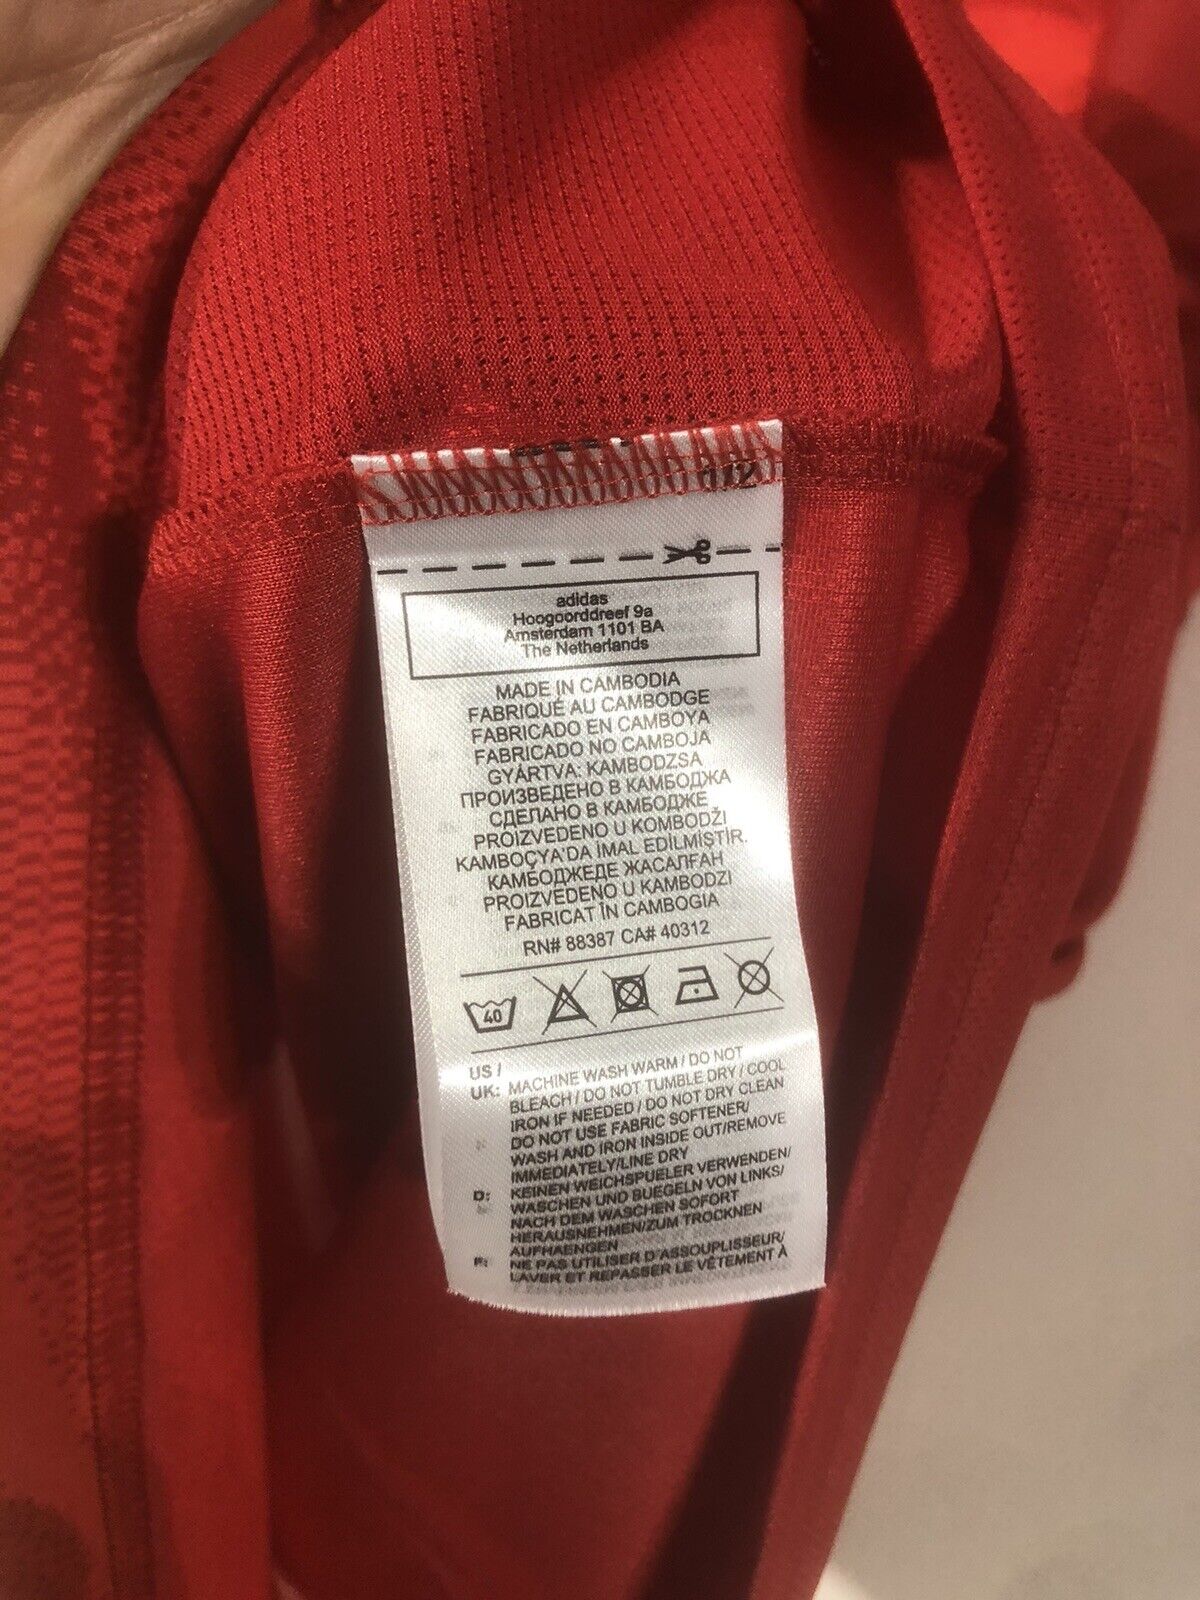 1/2
adidas
Hoogoorddreef 9a
Amsterdam 1101 BA
The Netherlands
MADE IN CAMBODIA
FABRIQUÉ AU CAMBODGE
FABRICADO EN CAMBOYA
FABRICADO NO CAMBOJA
GYÁRTVA: KAMBODZSA
ПРОИЗВЕДЕНО В КАМБОДЖА
СДЕЛАНО В КАМБОДЖЕ
PROIZVEDENO U KOMBODŽI
KAMBOÇYA'DA İMAL EDİLMİŞTİR.
КАМБОДЖЕДЕ ЖАСАЛҒАН
PROIZVEDENO U KAMBODZI
FABRICAT ÎN CAMBOGIA
RN# 88387 CA# 40312
40
US /
UK: MACHINE WASH WARM / DO NOT
BLEACH / DO NOT TUMBLE DRY / COOL
IRON IF NEEDED / DO NOT DRY CLEAN
DO NOT USE FABRIC SOFTENER/
WASH AND IRON INSIDE OUT/REMOVE
IMMEDIATELY/LINE DRY
D: KEINEN WEICHSPUELER VERWENDEN/
WASCHEN UND BUEGELN VON LINKS/
NACH DEM WASCHEN SOFORT
HERAUSNEHMEN/ZUM TROCKNEN
AUFHAENGEN
F: NE PAS UTILISER D'ASSOUPLISSEUR/
LAVER ET REPASSER LE VÊTEMENT À